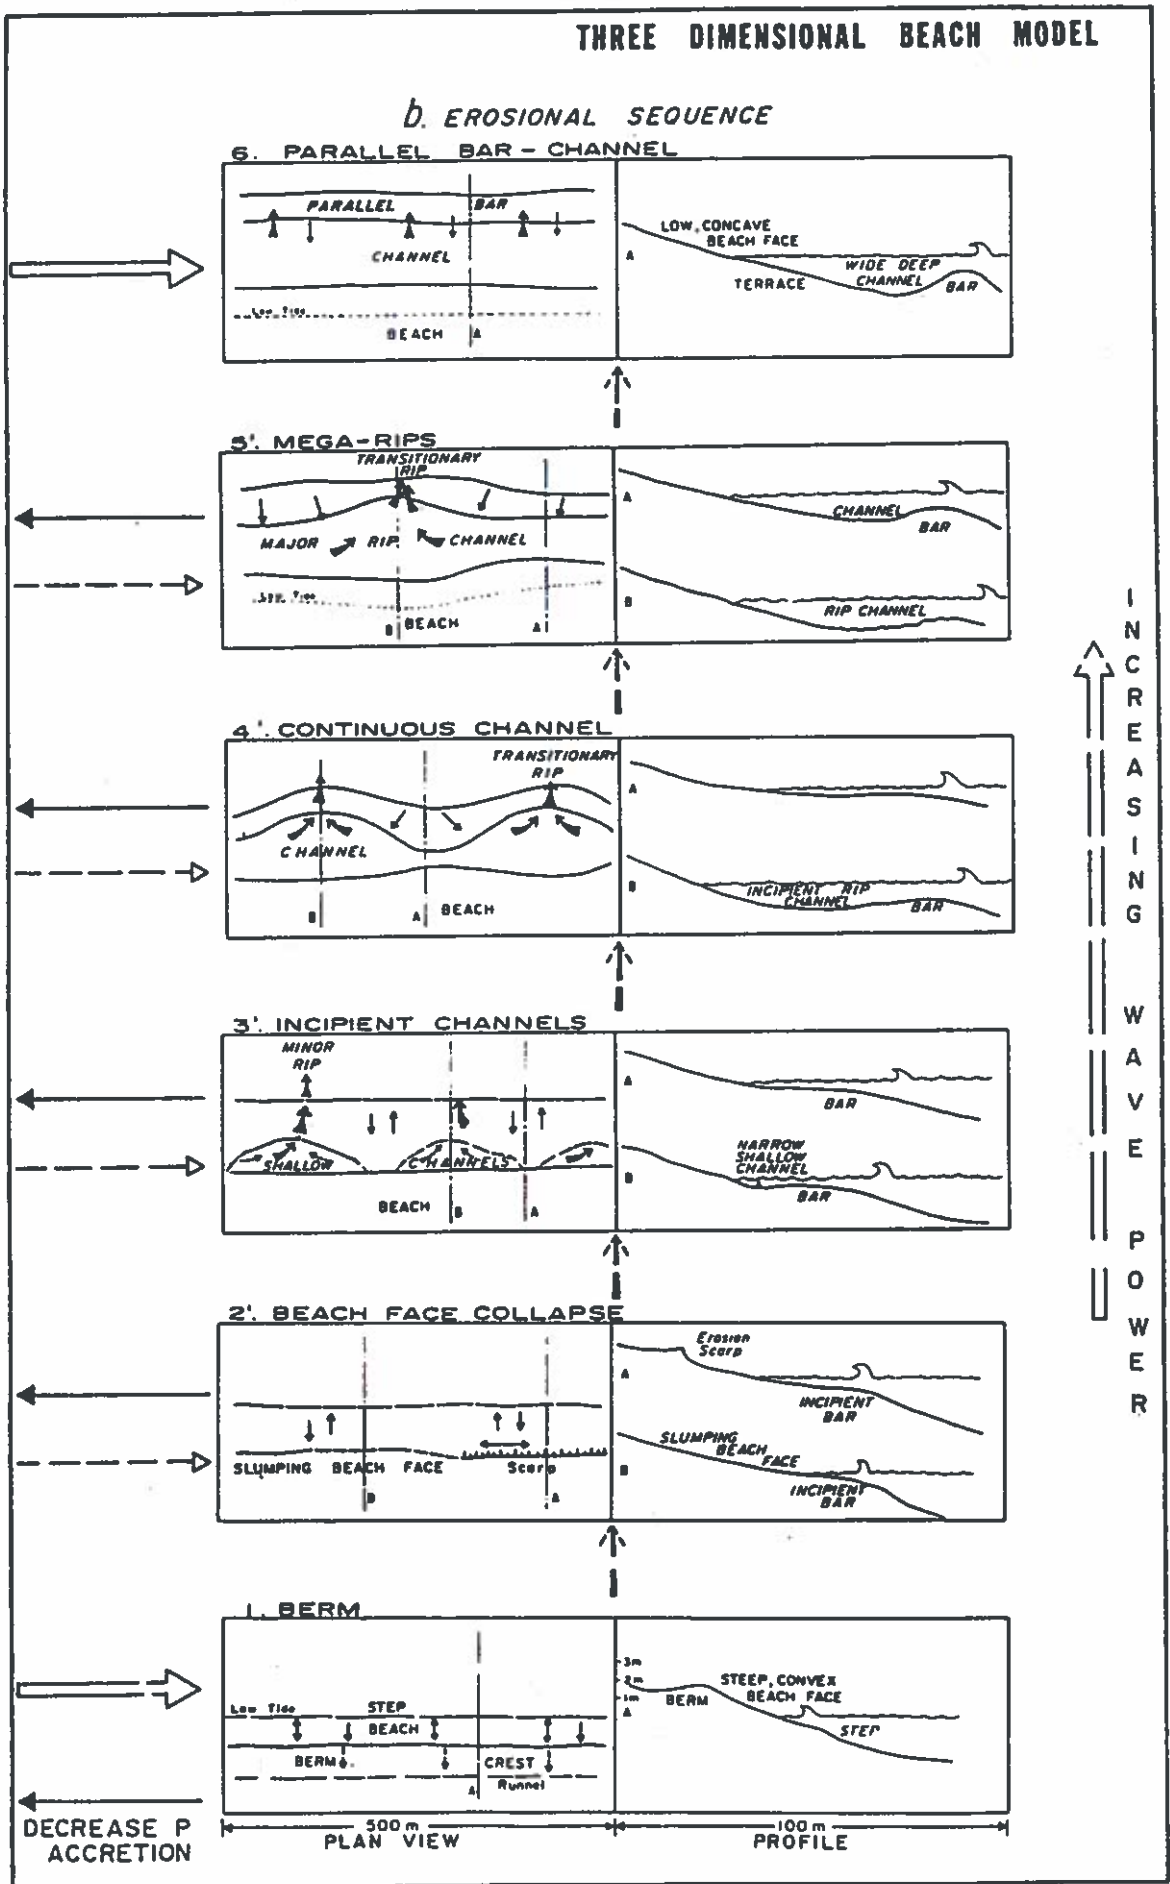 THREE DIMENSIONAL BEACH MODEL
b. EROSIONAL SEQUENCE
6. PARALLEL BAR - CHANNEL
PARALLEL BAR
CHANNEL
Low Tide
BEACH A
LOW, CONCAVE
BEACH FACE
A
WIDE DEEP
TERRACE CHANNEL BAR
5'. MEGA-RIPS
TRANSITIONARY
RIP
MAJOR RIP CHANNEL
Low Tide
B BEACH A
A
CHANNEL
BAR
B
RIP CHANNEL
4'. CONTINUOUS CHANNEL
TRANSITIONARY
RIP
CHANNEL
B A BEACH
A
B
INCIPIENT RIP
CHANNEL BAR
3'. INCIPIENT CHANNELS
MINOR
RIP
SHALLOW CHANNELS
BEACH B A
A
BAR
NARROW
SHALLOW
CHANNEL
B
BAR
2'. BEACH FACE COLLAPSE
SLUMPING BEACH FACE Scarp
B A
Erosion
Scarp
A
INCIPIENT
BAR
SLUMPING
BEACH
FACE
B
INCIPIENT
BAR
1. BERM
Low Tide STEP
BEACH
BERM CREST
Runnel
A
3m
2m
1m
A
STEEP, CONVEX
BERM BEACH FACE
STEP
500 m
PLAN VIEW
100 m
PROFILE
DECREASE P
ACCRETION
INCREASING WAVE POWER